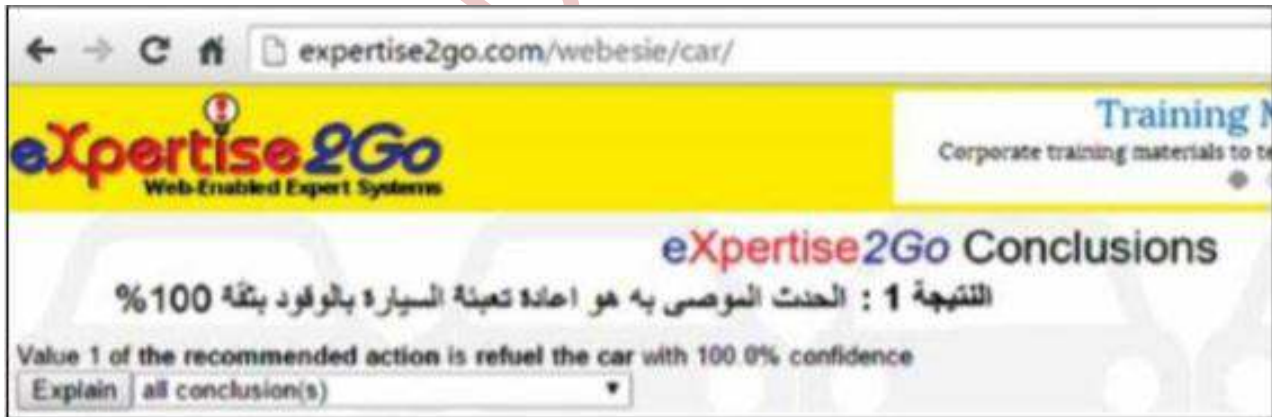 expertise2go.com/webesie/car/
eXpertise2Go
Web-Enabled Expert Systems
Training
Corporate training materials to
eXpertise2Go Conclusions
النتيجة 1 : الحدث الموصى به هو اعادة تعبئة السيارة بالوقود بثقة 100%
Value 1 of the recommended action is refuel the car with 100.0% confidence
Explain all conclusion(s)